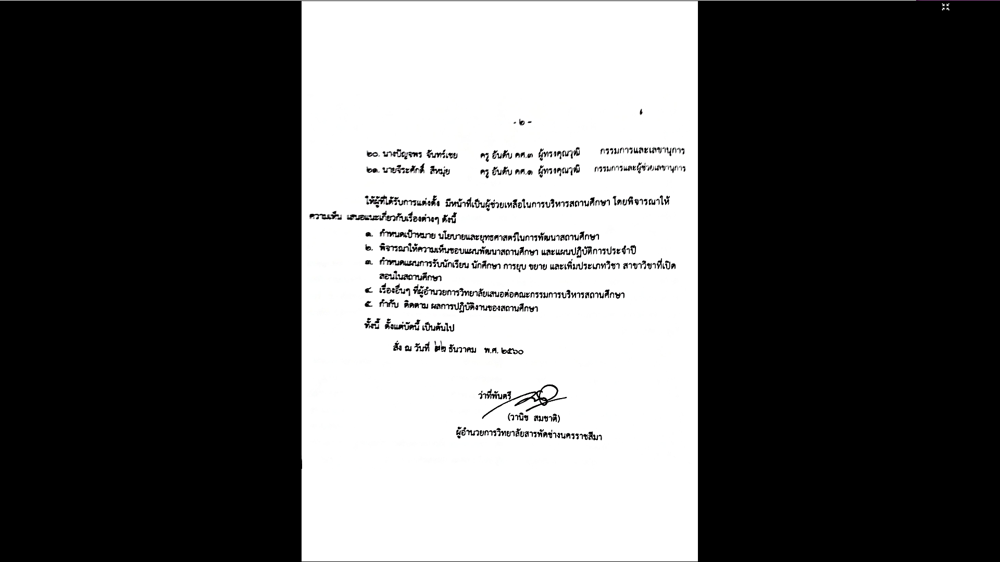 - ๒ -
๒๐. นางปัญจพร จันทร์เชย ครู อันดับ คศ.๓ ผู้ทรงคุณวุฒิ กรรมการและเลขานุการ
๒๑. นายจีระศักดิ์ สีหมุ่ย ครู อันดับ คศ.๑ ผู้ทรงคุณวุฒิ กรรมการและผู้ช่วยเลขานุการ
ให้ผู้ที่ได้รับการแต่งตั้ง มีหน้าที่เป็นผู้ช่วยเหลือในการบริหารสถานศึกษา โดยพิจารณาให้
ความเห็น เสนอแนะเกี่ยวกับเรื่องต่างๆ ดังนี้
๑. กำหนดเป้าหมาย นโยบายและยุทธศาสตร์ในการพัฒนาสถานศึกษา
๒. พิจารณาให้ความเห็นชอบแผนพัฒนาสถานศึกษา และแผนปฏิบัติการประจำปี
๓. กำหนดแผนการรับนักเรียน นักศึกษา การยุบ ขยาย และเพิ่มประเภทวิชา สาขาวิชาที่เปิด
สอนในสถานศึกษา
๔. เรื่องอื่นๆ ที่ผู้อำนวยการวิทยาลัยเสนอต่อคณะกรรมการบริหารสถานศึกษา
๕. กำกับ ติดตาม ผลการปฏิบัติงานของสถานศึกษา
ทั้งนี้ ตั้งแต่บัดนี้ เป็นต้นไป
สั่ง ณ วันที่ ๒๒ ธันวาคม พ.ศ. ๒๕๖๐
ว่าที่พันตรี
(วานิช สมชาติ)
ผู้อำนวยการวิทยาลัยสารพัดช่างนครราชสีมา